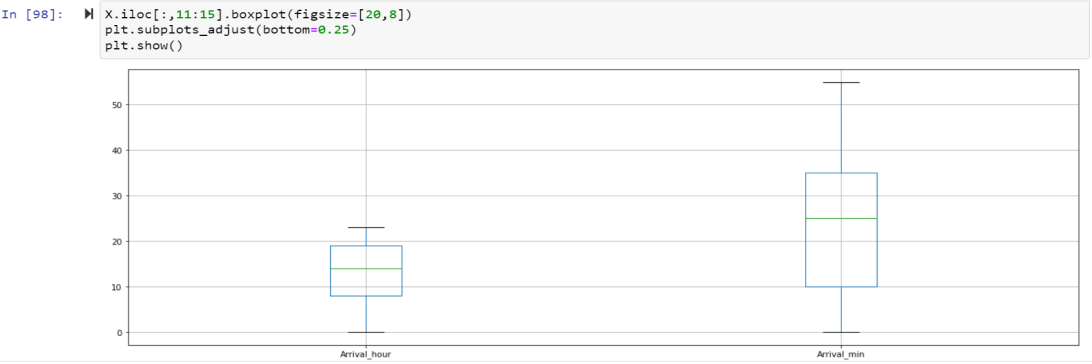 In [98]:
X.iloc[:,11:15].boxplot(figsize=[20,8])
plt.subplots_adjust(bottom=0.25)
plt.show()
50
40
30
20
10
0
Arrival_hour Arrival_min